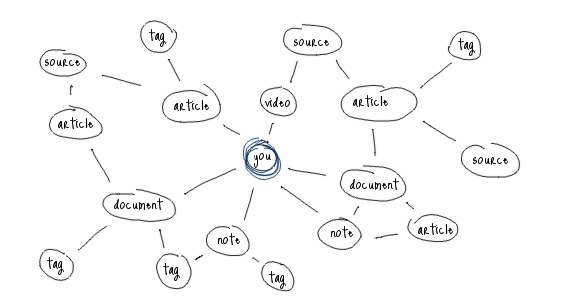 tag
source
tag
source
article
video
article
article
you
source
document
document
note
note
article
tag
tag
tag